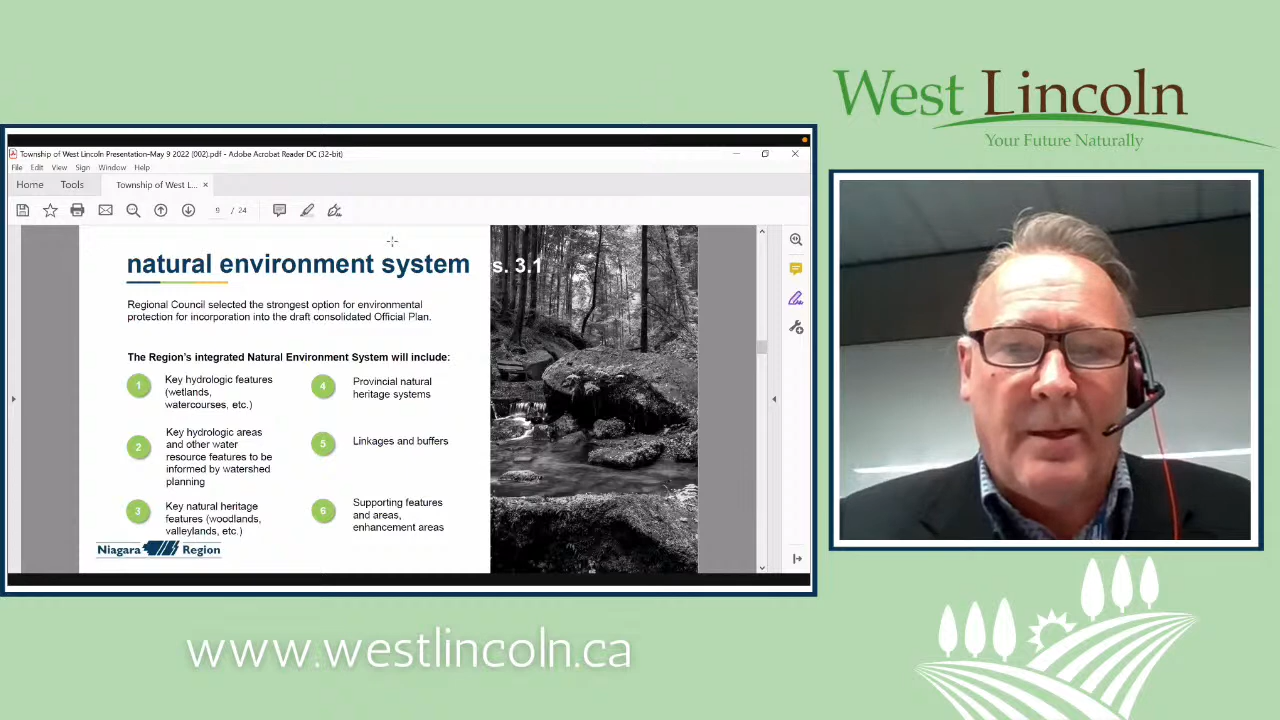 West Lincoln
Your Future Naturally
Township of West Lincoln Presentation-May 9 2022 (002).pdf - Adobe Acrobat Reader DC (32-bit)
File Edit View Sign Window Help
Home Tools Township of West L... ×
9 / 24
natural environment system s. 3.1
Regional Council selected the strongest option for environmental
protection for incorporation into the draft consolidated Official Plan.
The Region's integrated Natural Environment System will include:
1 Key hydrologic features
(wetlands,
watercourses, etc.)
2 Key hydrologic areas
and other water
resource features to be
informed by watershed
planning
3 Key natural heritage
features (woodlands,
valleylands, etc.)
4 Provincial natural
heritage systems
5 Linkages and buffers
6 Supporting features
and areas,
enhancement areas
Niagara Region
www.westlincoln.ca